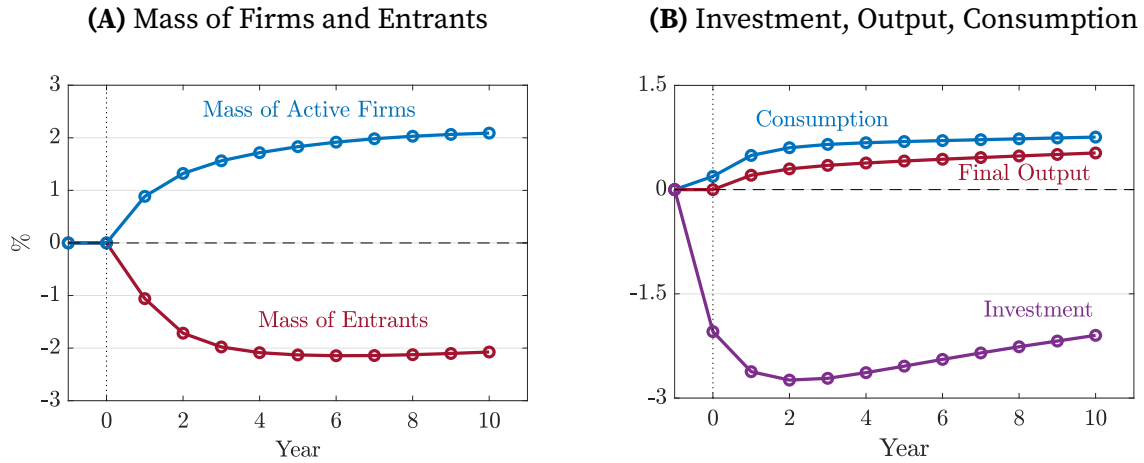 (A) Mass of Firms and Entrants
3
2
1
0
-1
-2
-3
%
Mass of Active Firms
Mass of Entrants
0 2 4 6 8 10
Year
(B) Investment, Output, Consumption
1.5
0
-1.5
-3
Consumption
Final Output
Investment
0 2 4 6 8 10
Year